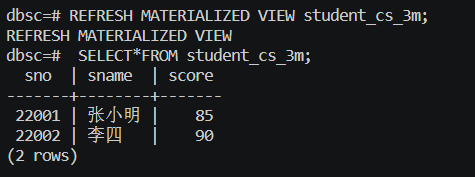 dbsc=# REFRESH MATERIALIZED VIEW student_cs_3m;
REFRESH MATERIALIZED VIEW
dbsc=#  SELECT*FROM student_cs_3m;
  sno  | sname  | score
-------+--------+-------
 22001 | 张小明 |    85
 22002 | 李四   |    90
(2 rows)